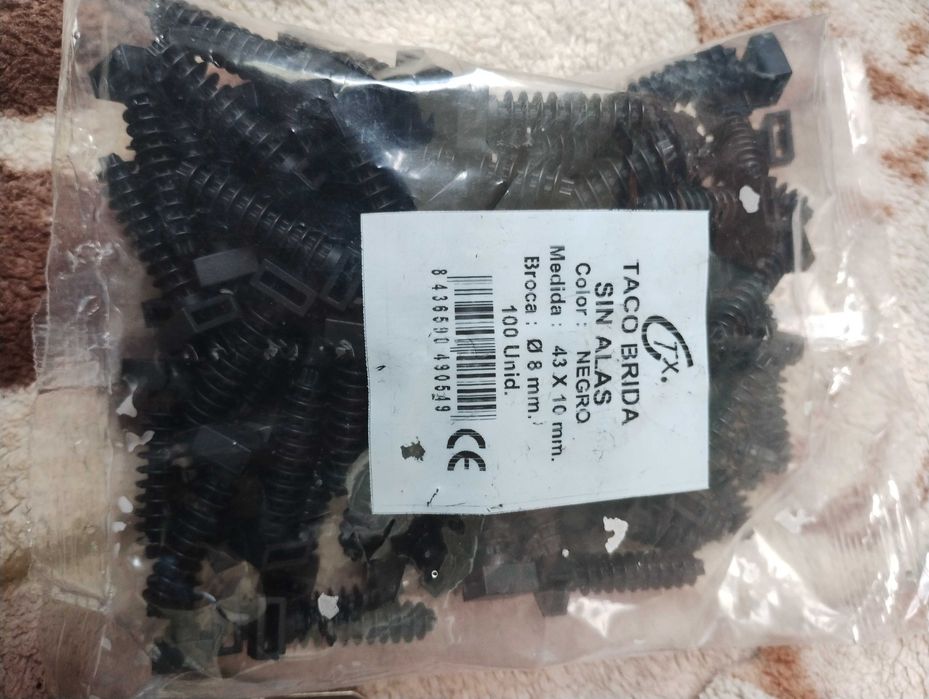 CTX.
TACO BRIDA
SIN ALAS
Color : NEGRO
Medida : 43 X 10 mm.
Broca : Ø 8 mm.
100 Unid.
8 436590 490549
CE